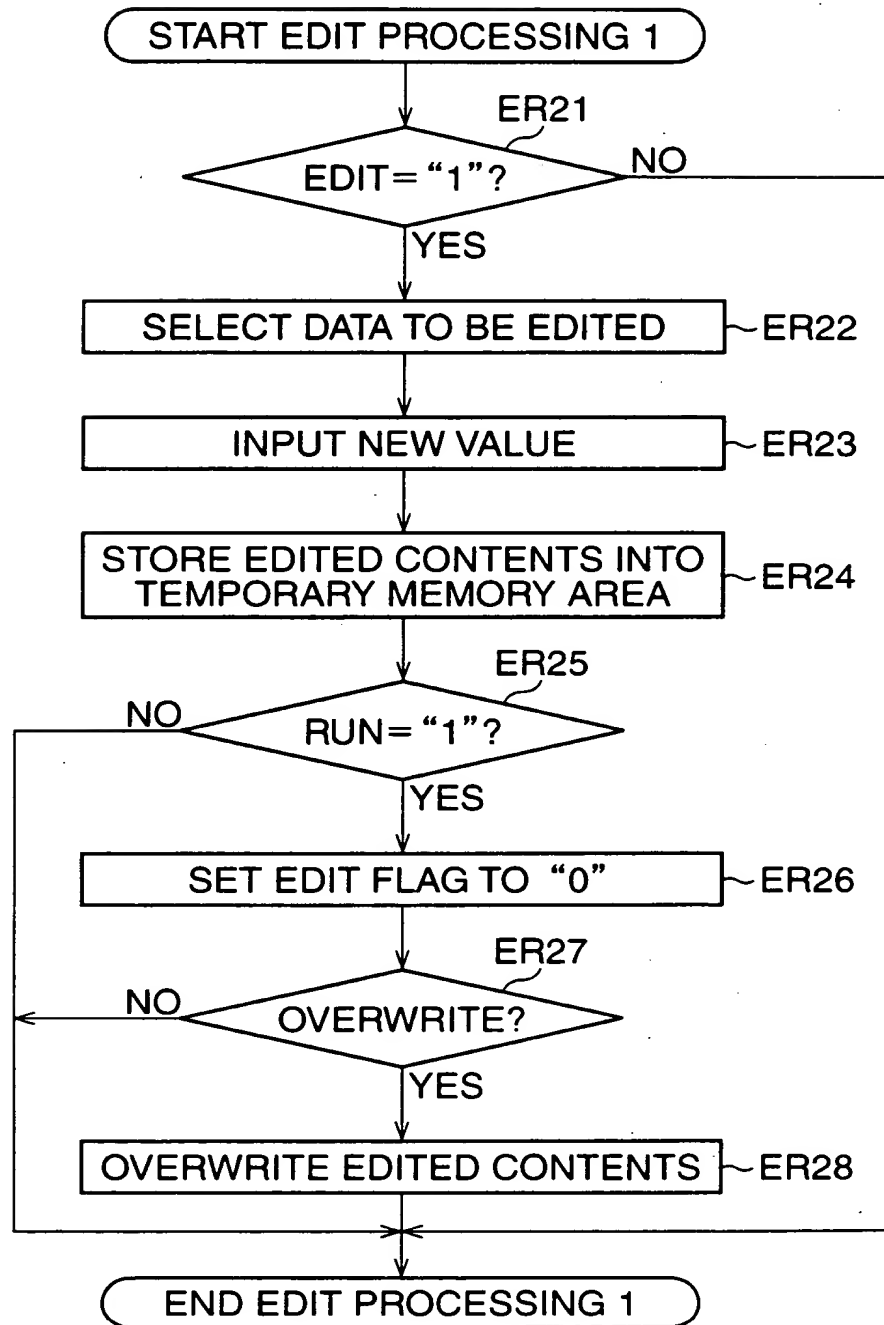 START EDIT PROCESSING 1
ER21
EDIT="1"?
NO
YES
SELECT DATA TO BE EDITED
ER22
INPUT NEW VALUE
ER23
STORE EDITED CONTENTS INTO
TEMPORARY MEMORY AREA
ER24
ER25
NO
RUN="1"?
YES
SET EDIT FLAG TO "0"
ER26
ER27
NO
OVERWRITE?
YES
OVERWRITE EDITED CONTENTS
ER28
END EDIT PROCESSING 1